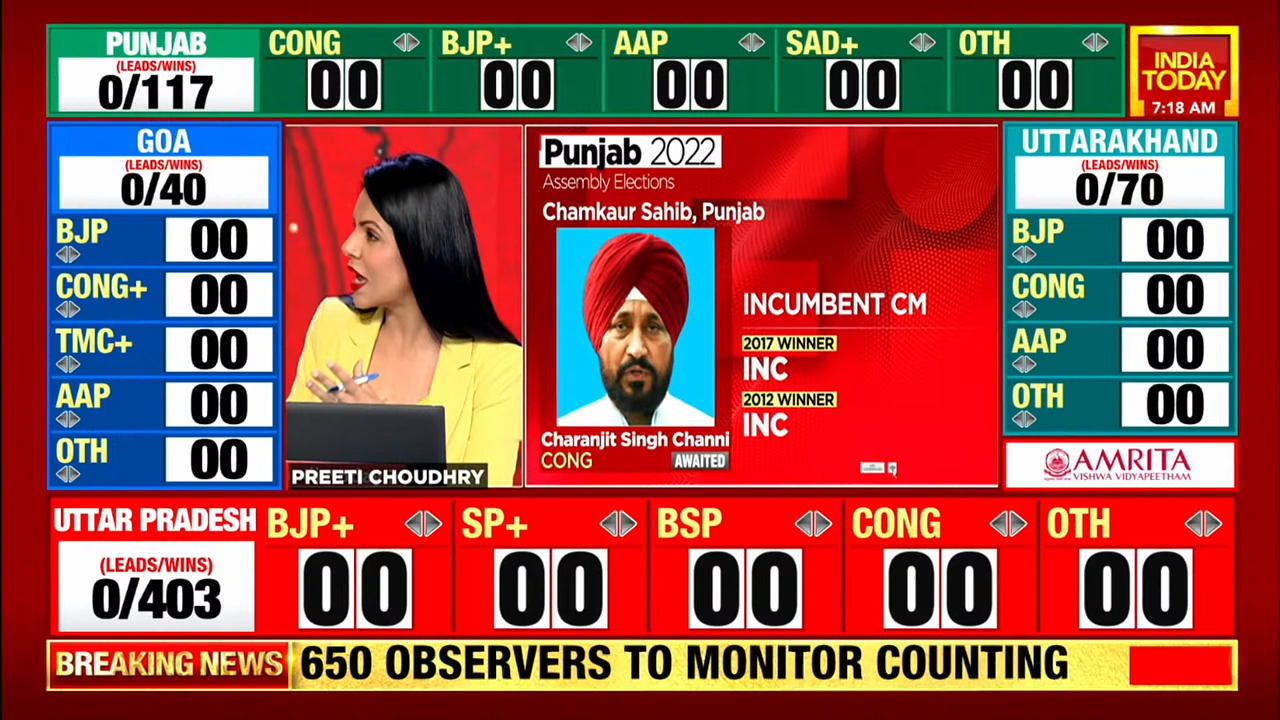 PUNJAB
(LEADS/WINS)
0/117
CONG
00
BJP+
00
AAP
00
SAD+
00
OTH
00
INDIA
TODAY
7:18 AM
GOA
(LEADS/WINS)
0/40
BJP 00
CONG+ 00
TMC+ 00
AAP 00
OTH 00
PREETI CHOUDHRY
Punjab 2022
Assembly Elections
Chamkaur Sahib, Punjab
Charanjit Singh Channi
CONG AWAITED
INCUMBENT CM
2017 WINNER
INC
2012 WINNER
INC
UTTARAKHAND
(LEADS/WINS)
0/70
BJP 00
CONG 00
AAP 00
OTH 00
AMRITA
VISHWA VIDYAPEETHAM
UTTAR PRADESH
(LEADS/WINS)
0/403
BJP+
00
SP+
00
BSP
00
CONG
00
OTH
00
BREAKING NEWS 650 OBSERVERS TO MONITOR COUNTING